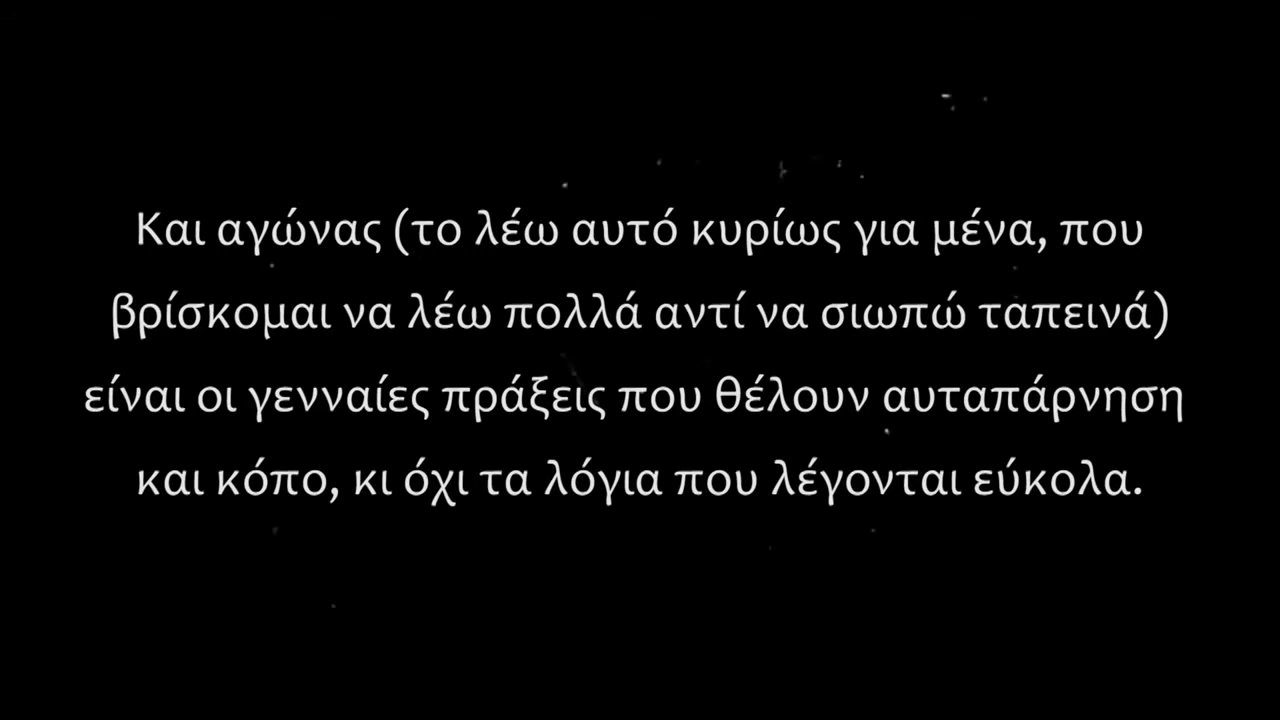 Και αγώνας (το λέω αυτό κυρίως για μένα, που
βρίσκομαι να λέω πολλά αντί να σιωπώ ταπεινά)
είναι οι γενναίες πράξεις που θέλουν αυταπάρνηση
και κόπο, κι όχι τα λόγια που λέγονται εύκολα.